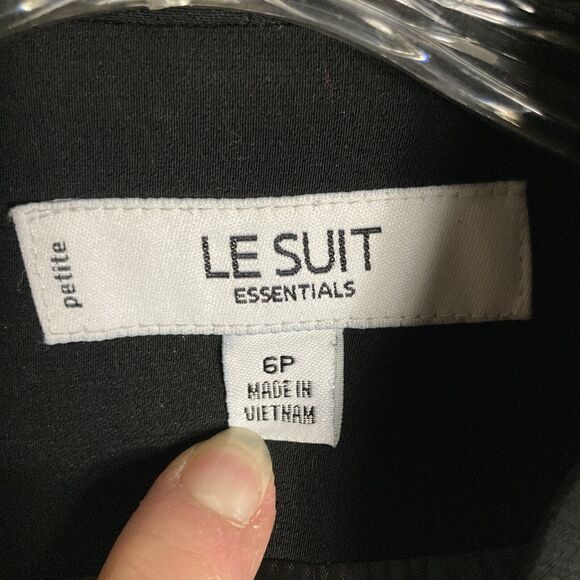 petite
LE SUIT
ESSENTIALS
6P
MADE IN
VIETNAM